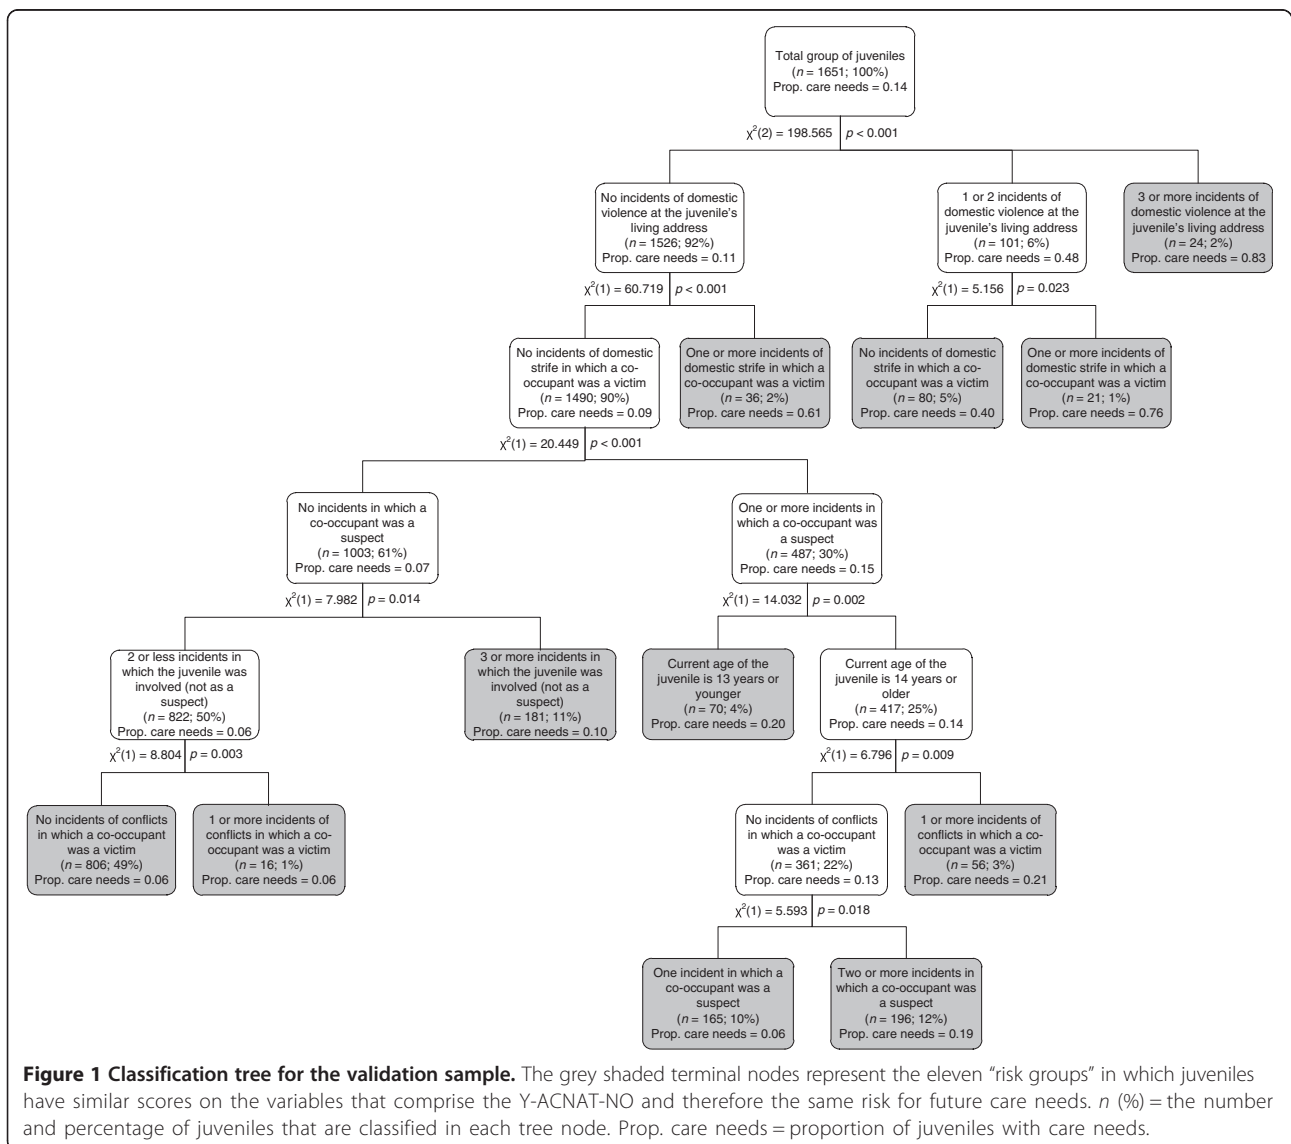 Total group of juveniles
(n = 1651; 100%)
Prop. care needs = 0.14
χ²(2) = 198.565 p < 0.001
No incidents of domestic
violence at the juvenile's
living address
(n = 1526; 92%)
Prop. care needs = 0.11
1 or 2 incidents of
domestic violence at the
juvenile's living address
(n = 101; 6%)
Prop. care needs = 0.48
3 or more incidents of
domestic violence at the
juvenile's living address
(n = 24; 2%)
Prop. care needs = 0.83
χ²(1) = 60.719 p < 0.001
χ²(1) = 5.156 p = 0.023
No incidents of domestic
strife in which a co-occupant
was a victim
(n = 1490; 90%)
Prop. care needs = 0.09
One or more incidents of
domestic strife in which a
co-occupant was a victim
(n = 36; 2%)
Prop. care needs = 0.61
No incidents of domestic
strife in which a co-
occupant was a victim
(n = 80; 5%)
Prop. care needs = 0.40
One or more incidents of
domestic strife in which a
co-occupant was a victim
(n = 21; 1%)
Prop. care needs = 0.76
χ²(1) = 20.449 p < 0.001
No incidents in which a
co-occupant was a
suspect
(n = 1003; 61%)
Prop. care needs = 0.07
One or more incidents in
which a co-occupant was
a suspect
(n = 487; 30%)
Prop. care needs = 0.15
χ²(1) = 7.982 p = 0.014
χ²(1) = 14.032 p = 0.002
2 or less incidents in
which the juvenile was
involved (not as a
suspect)
(n = 822; 50%)
Prop. care needs = 0.06
3 or more incidents in
which the juvenile was
involved (not as a
suspect)
(n = 181; 11%)
Prop. care needs = 0.10
Current age of the
juvenile is 13 years or
younger
(n = 70; 4%)
Prop. care needs = 0.20
Current age of the
juvenile is 14 years or
older
(n = 417; 25%)
Prop. care needs = 0.14
χ²(1) = 8.804 p = 0.003
χ²(1) = 6.796 p = 0.009
No incidents of conflicts
in which a co-occupant
was a victim
(n = 806; 49%)
Prop. care needs = 0.06
1 or more incidents of
conflicts in which a co-
occupant was a victim
(n = 16; 1%)
Prop. care needs = 0.06
No incidents of conflicts
in which a co-occupant
was a victim
(n = 361; 22%)
Prop. care needs = 0.13
1 or more incidents of
conflicts in which a co-
occupant was a victim
(n = 56; 3%)
Prop. care needs = 0.21
χ²(1) = 5.593 p = 0.018
One incident in which a
co-occupant was a
suspect
(n = 165; 10%)
Prop. care needs = 0.06
Two or more incidents in
which a co-occupant was
a suspect
(n = 196; 12%)
Prop. care needs = 0.19
Figure 1 Classification tree for the validation sample. The grey shaded terminal nodes represent the eleven “risk groups” in which juveniles
have similar scores on the variables that comprise the Y-ACNAT-NO and therefore the same risk for future care needs. n (%) = the number
and percentage of juveniles that are classified in each tree node. Prop. care needs = proportion of juveniles with care needs.